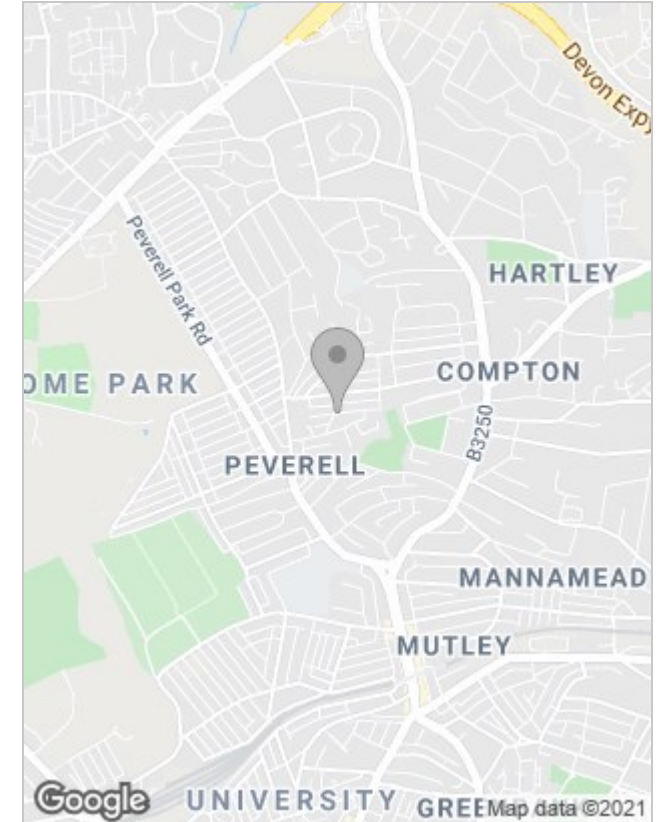 Devon Expy
Peverell Park Rd
HARTLEY
OME PARK
COMPTON
B3250
PEVERELL
MANNAMEAD
MUTLEY
UNIVERSITY
GREE
Google
Map data ©2021